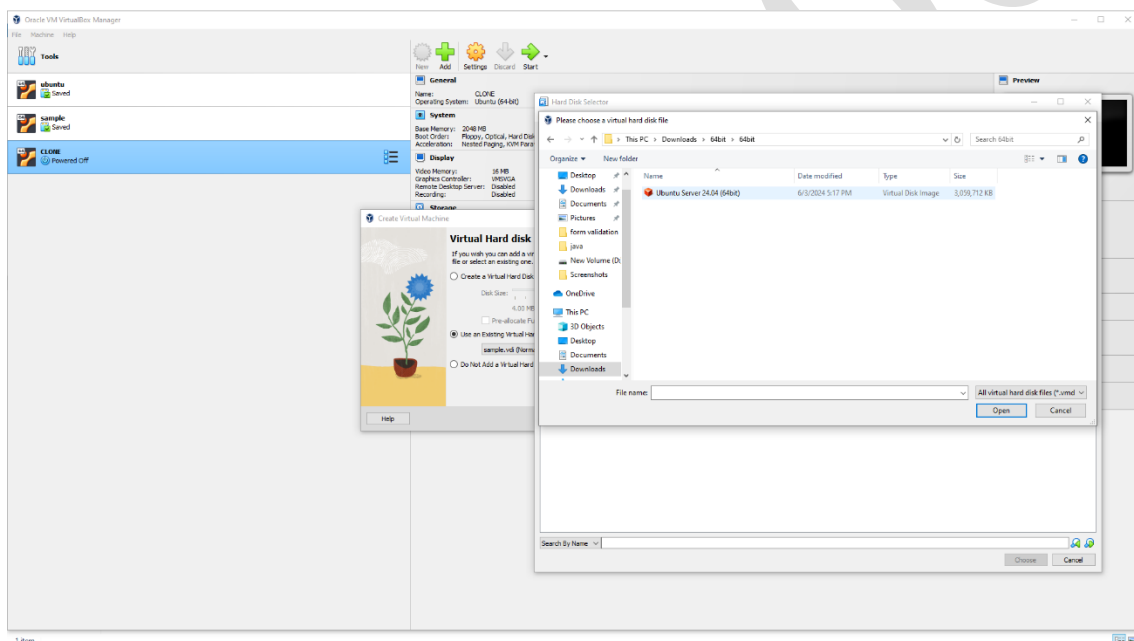 Oracle VM VirtualBox Manager
File Machine Help
Tools
New Add Settings Discard Start
ubuntu
Saved
sample
Saved
CLONE
Powered Off
General
Name: CLONE
Operating System: Ubuntu (64-bit)
System
Base Memory: 2048 MB
Boot Order: Floppy, Optical, Hard Disk
Acceleration: Nested Paging, KVM Para
Display
Video Memory: 16 MB
Graphics Controller: VMSVGA
Remote Desktop Server: Disabled
Recording: Disabled
Storage
Preview
Create Virtual Machine
Virtual Hard disk
If you wish you can add a vir
file or select an existing one.
Create a Virtual Hard Disk
Disk Size:
4.00 MB
Pre-allocate Fu
Use an Existing Virtual Har
sample.vdi (Norma
Do Not Add a Virtual Hard
Help
Hard Disk Selector
Please choose a virtual hard disk file
This PC > Downloads > 64bit > 64bit
Search 64bit
Organize New folder
Name Date modified Type Size
Ubuntu Server 24.04 (64bit) 6/3/2024 5:17 PM Virtual Disk Image 3,059,712 KB
Desktop
Downloads
Documents
Pictures
form validation
java
New Volume (D:
Screenshots
OneDrive
This PC
3D Objects
Desktop
Documents
Downloads
File name:
All virtual hard disk files (*.vmd
Open Cancel
Search By Name
Choose Cancel
1 item